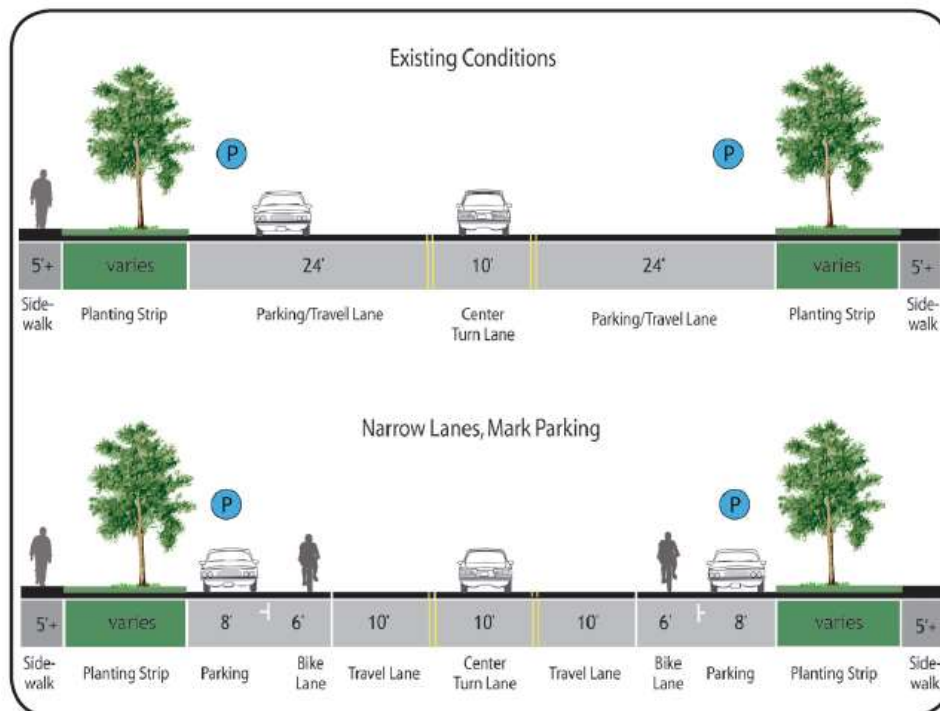 Existing Conditions
P
P
5'+
varies
24'
10'
24'
varies
5'+
Side-
walk
Planting Strip
Parking/Travel Lane
Center
Turn Lane
Parking/Travel Lane
Planting Strip
Side-
walk
Narrow Lanes, Mark Parking
P
P
5'+
varies
8'
6'
10'
10'
10'
6'
8'
varies
5'+
Side-
walk
Planting Strip
Parking
Bike
Lane
Travel Lane
Center
Turn Lane
Travel Lane
Bike
Lane
Parking
Planting Strip
Side-
walk